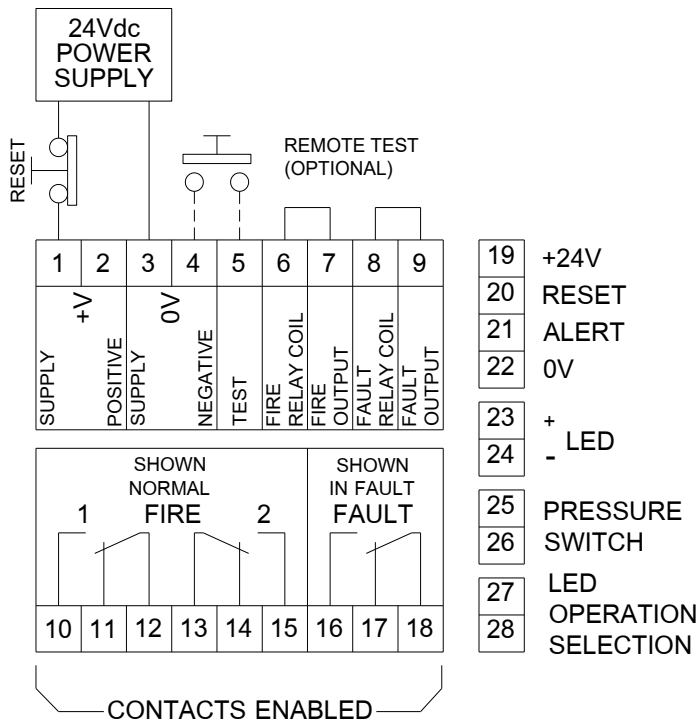 24Vdc
POWER
SUPPLY
RESET
REMOTE TEST
(OPTIONAL)
1 2 3 4 5 6 7 8 9
SUPPLY
+V
POSITIVE
SUPPLY
0V
NEGATIVE
TEST
FIRE
RELAY COIL
FIRE
OUTPUT
FAULT
RELAY COIL
FAULT
OUTPUT
SHOWN
NORMAL
1 FIRE 2
SHOWN
IN FAULT
FAULT
10 11 12 13 14 15 16 17 18
CONTACTS ENABLED
19 +24V
20 RESET
21 ALERT
22 0V
23 +
LED
24 -
25 PRESSURE
26 SWITCH
27 LED
OPERATION
28 SELECTION